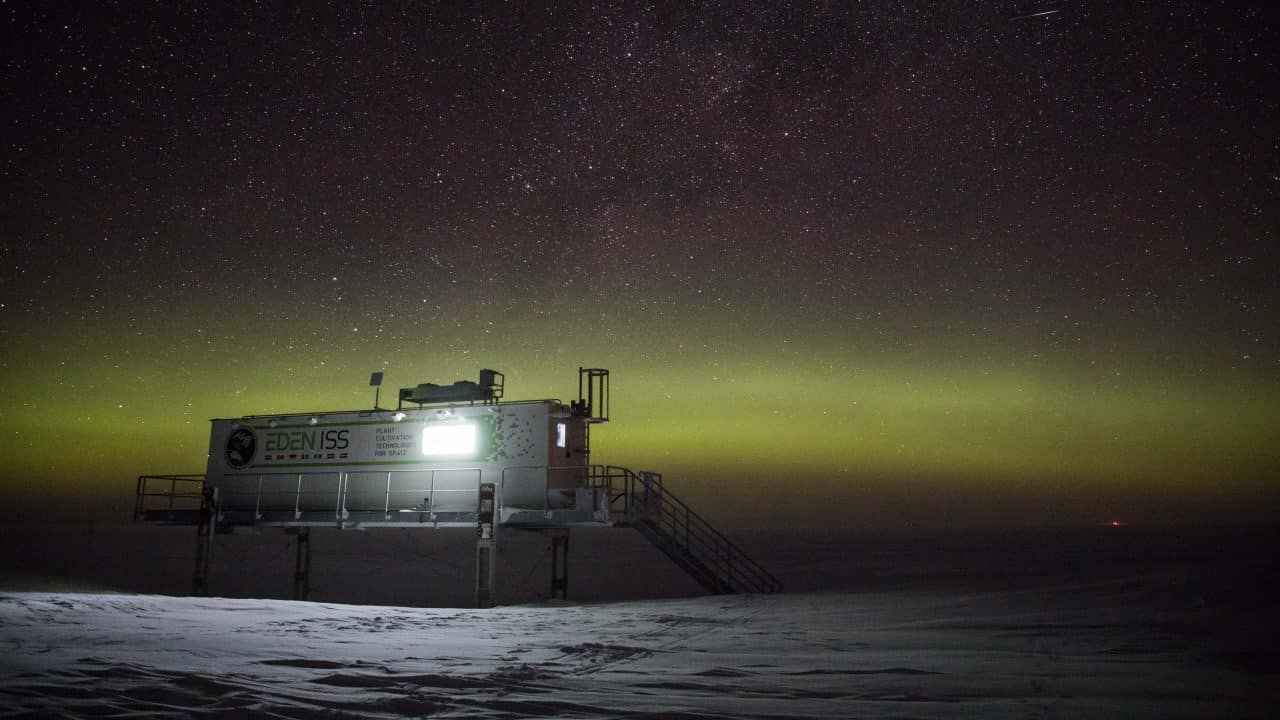 EDEN ISS
PLANT
CULTIVATION
TECHNOLOGIES
FOR SPACE